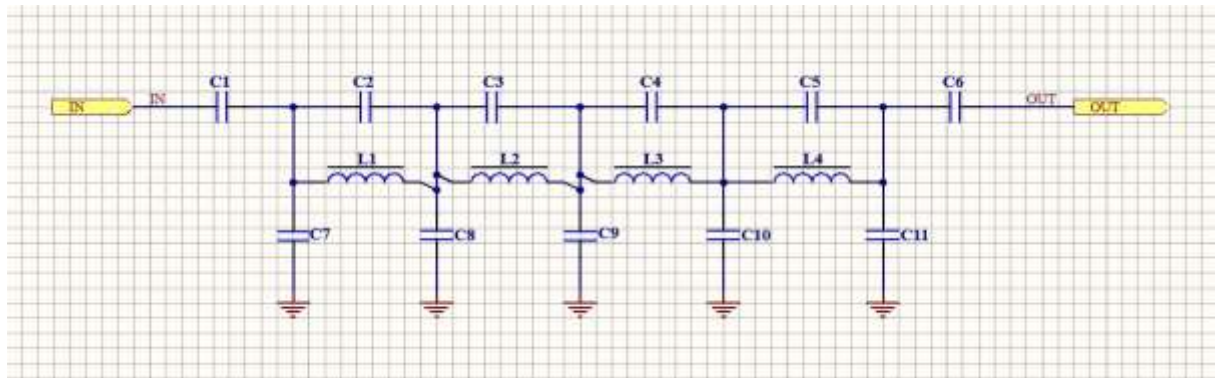 C1 C2 C3 C4 C5 C6
IN IN OUT OUT
L1 L2 L3 L4
C7 C8 C9 C10 C11